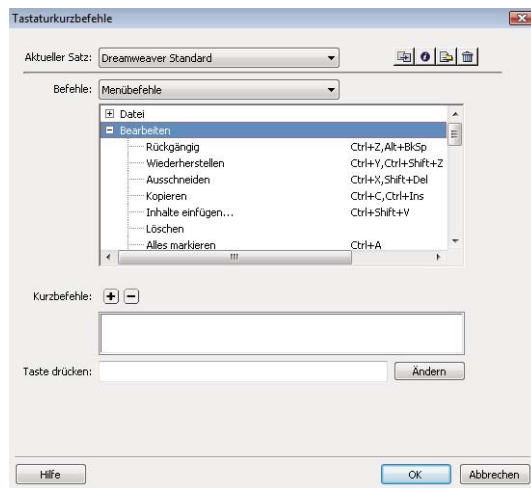 Tastaturkurzbefehle
Aktueller Satz: Dreamweaver Standard
Befehle: Menübefehle
Datei
Bearbeiten
Rückgängig Ctrl+Z,Alt+BkSp
Wiederherstellen Ctrl+Y,Ctrl+Shift+Z
Ausschneiden Ctrl+X,Shift+Del
Kopieren Ctrl+C,Ctrl+Ins
Inhalte einfügen... Ctrl+Shift+V
Löschen
Alles markieren Ctrl+A
Kurzbefehle:
Taste drücken: Ändern
Hilfe OK Abbrechen